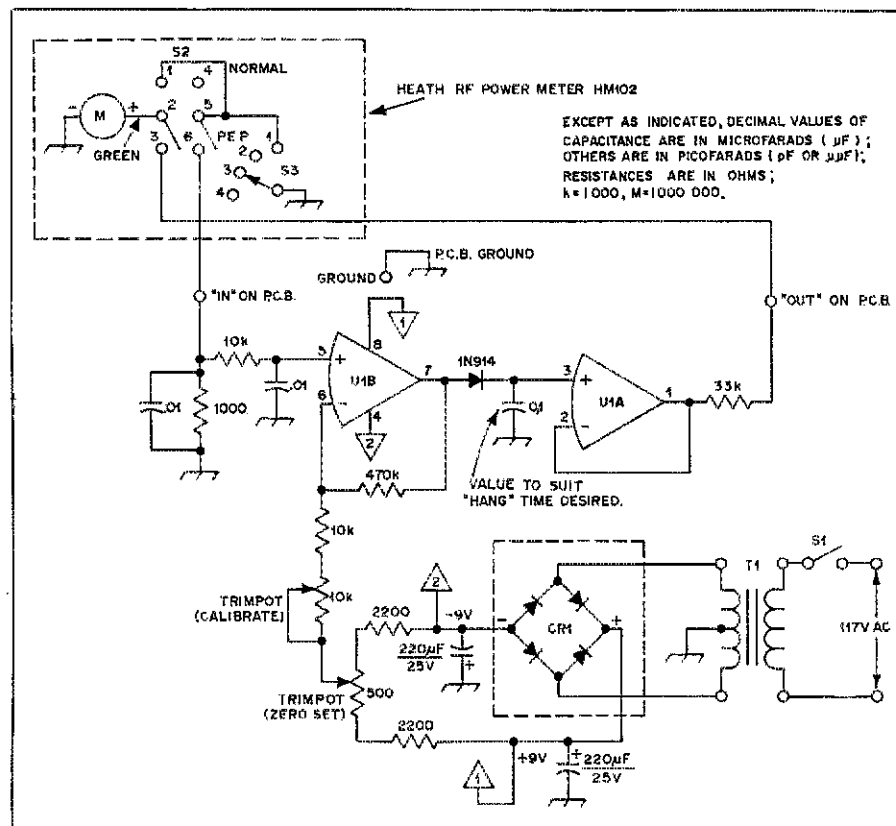 S2
1
4
NORMAL
HEATH RF POWER METER HM102
EXCEPT AS INDICATED, DECIMAL VALUES OF
CAPACITANCE ARE IN MICROFARADS ( µF ) ;
OTHERS ARE IN PICOFARADS ( pF OR µµF);
RESISTANCES ARE IN OHMS ;
k=1000, M=1000 000.
- M +
2
5
GREEN
3
6
PEP
1
2
3
S3
4
P.C.B. GROUND
GROUND
"IN" ON P.C.B.
"OUT" ON P.C.B.
1
10k
5
+
8
U1B
7
1N914
3
+
U1A
1
33k
.01
1000
.01
6
-
4
2
0.1
2
-
470k
VALUE TO SUIT
"HANG" TIME DESIRED.
10k
TRIMPOT
(CALIBRATE)
10k
2
-9V
-
CR1
+
T1
S1
117V AC
2200
220µF
25V
+
500
TRIMPOT
(ZERO SET)
2200
+9V
+
220µF
25V
1